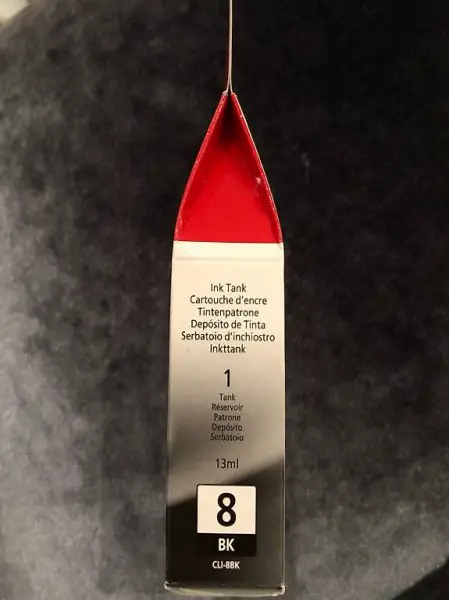 Ink Tank
Cartouche d'encre
Tintenpatrone
Depósito de Tinta
Serbatoio d'inchiostro
Inkttank
1
Tank
Réservoir
Patrone
Depósito
Serbatoio
13ml
8
BK
CLI-8BK